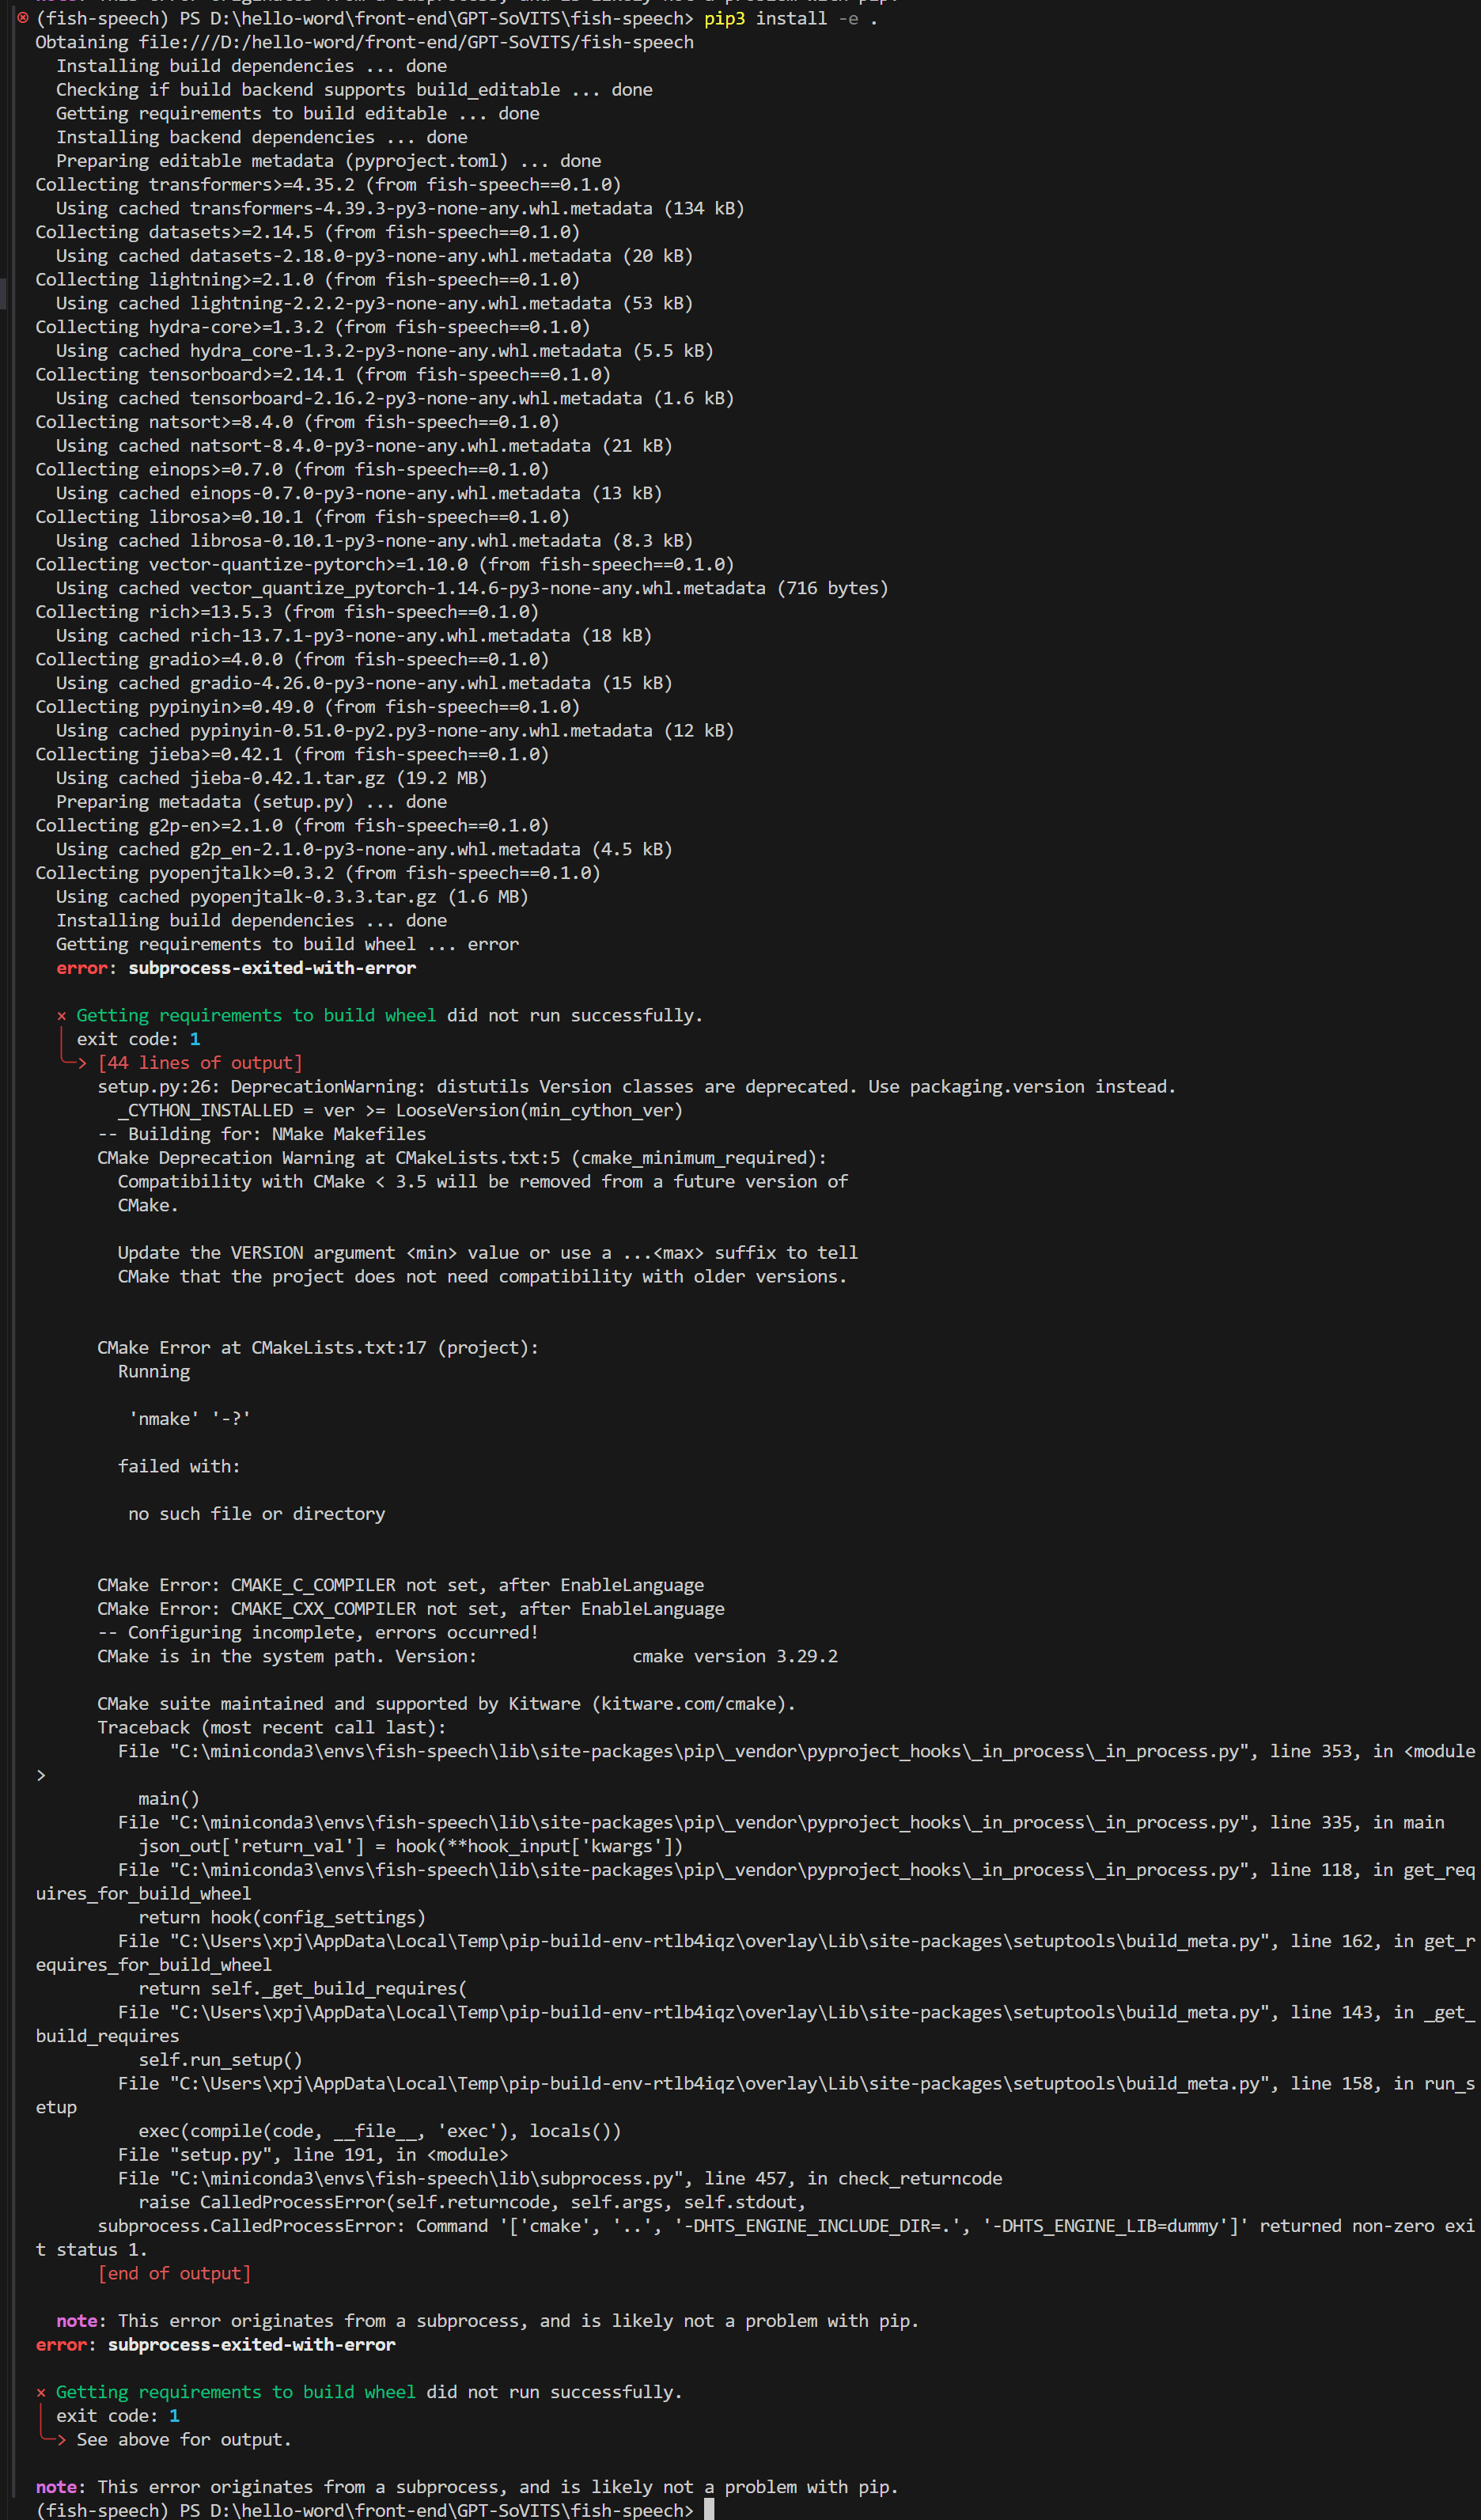 (fish-speech) PS D:\hello-word\front-end\GPT-SoVITS\fish-speech> pip3 install -e .
Obtaining file:///D:/hello-word/front-end/GPT-SoVITS/fish-speech
  Installing build dependencies ... done
  Checking if build backend supports build_editable ... done
  Getting requirements to build editable ... done
  Installing backend dependencies ... done
  Preparing editable metadata (pyproject.toml) ... done
Collecting transformers>=4.35.2 (from fish-speech==0.1.0)
  Using cached transformers-4.39.3-py3-none-any.whl.metadata (134 kB)
Collecting datasets>=2.14.5 (from fish-speech==0.1.0)
  Using cached datasets-2.18.0-py3-none-any.whl.metadata (20 kB)
Collecting lightning>=2.1.0 (from fish-speech==0.1.0)
  Using cached lightning-2.2.2-py3-none-any.whl.metadata (53 kB)
Collecting hydra-core>=1.3.2 (from fish-speech==0.1.0)
  Using cached hydra_core-1.3.2-py3-none-any.whl.metadata (5.5 kB)
Collecting tensorboard>=2.14.1 (from fish-speech==0.1.0)
  Using cached tensorboard-2.16.2-py3-none-any.whl.metadata (1.6 kB)
Collecting natsort>=8.4.0 (from fish-speech==0.1.0)
  Using cached natsort-8.4.0-py3-none-any.whl.metadata (21 kB)
Collecting einops>=0.7.0 (from fish-speech==0.1.0)
  Using cached einops-0.7.0-py3-none-any.whl.metadata (13 kB)
Collecting librosa>=0.10.1 (from fish-speech==0.1.0)
  Using cached librosa-0.10.1-py3-none-any.whl.metadata (8.3 kB)
Collecting vector-quantize-pytorch>=1.10.0 (from fish-speech==0.1.0)
  Using cached vector_quantize_pytorch-1.14.6-py3-none-any.whl.metadata (716 bytes)
Collecting rich>=13.5.3 (from fish-speech==0.1.0)
  Using cached rich-13.7.1-py3-none-any.whl.metadata (18 kB)
Collecting gradio>=4.0.0 (from fish-speech==0.1.0)
  Using cached gradio-4.26.0-py3-none-any.whl.metadata (15 kB)
Collecting pypinyin>=0.49.0 (from fish-speech==0.1.0)
  Using cached pypinyin-0.51.0-py2.py3-none-any.whl.metadata (12 kB)
Collecting jieba>=0.42.1 (from fish-speech==0.1.0)
  Using cached jieba-0.42.1.tar.gz (19.2 MB)
  Preparing metadata (setup.py) ... done
Collecting g2p-en>=2.1.0 (from fish-speech==0.1.0)
  Using cached g2p_en-2.1.0-py3-none-any.whl.metadata (4.5 kB)
Collecting pyopenjtalk>=0.3.2 (from fish-speech==0.1.0)
  Using cached pyopenjtalk-0.3.3.tar.gz (1.6 MB)
  Installing build dependencies ... done
  Getting requirements to build wheel ... error
  error: subprocess-exited-with-error
  × Getting requirements to build wheel did not run successfully.
  │ exit code: 1
  ╰─> [44 lines of output]
      setup.py:26: DeprecationWarning: distutils Version classes are deprecated. Use packaging.version instead.
        _CYTHON_INSTALLED = ver >= LooseVersion(min_cython_ver)
      -- Building for: NMake Makefiles
      CMake Deprecation Warning at CMakeLists.txt:5 (cmake_minimum_required):
        Compatibility with CMake < 3.5 will be removed from a future version of
        CMake.
        Update the VERSION argument <min> value or use a ...<max> suffix to tell
        CMake that the project does not need compatibility with older versions.
      CMake Error at CMakeLists.txt:17 (project):
        Running
         'nmake' '-?'
        failed with:
         no such file or directory
      CMake Error: CMAKE_C_COMPILER not set, after EnableLanguage
      CMake Error: CMAKE_CXX_COMPILER not set, after EnableLanguage
      -- Configuring incomplete, errors occurred!
      CMake is in the system path. Version:               cmake version 3.29.2
      CMake suite maintained and supported by Kitware (kitware.com/cmake).
      Traceback (most recent call last):
        File "C:\miniconda3\envs\fish-speech\lib\site-packages\pip\_vendor\pyproject_hooks\_in_process\_in_process.py", line 353, in <module
>
          main()
        File "C:\miniconda3\envs\fish-speech\lib\site-packages\pip\_vendor\pyproject_hooks\_in_process\_in_process.py", line 335, in main
          json_out['return_val'] = hook(**hook_input['kwargs'])
        File "C:\miniconda3\envs\fish-speech\lib\site-packages\pip\_vendor\pyproject_hooks\_in_process\_in_process.py", line 118, in get_req
uires_for_build_wheel
          return hook(config_settings)
        File "C:\Users\xpj\AppData\Local\Temp\pip-build-env-rtlb4iqz\overlay\Lib\site-packages\setuptools\build_meta.py", line 162, in get_r
equires_for_build_wheel
          return self._get_build_requires(
        File "C:\Users\xpj\AppData\Local\Temp\pip-build-env-rtlb4iqz\overlay\Lib\site-packages\setuptools\build_meta.py", line 143, in _get_
build_requires
          self.run_setup()
        File "C:\Users\xpj\AppData\Local\Temp\pip-build-env-rtlb4iqz\overlay\Lib\site-packages\setuptools\build_meta.py", line 158, in run_s
etup
          exec(compile(code, __file__, 'exec'), locals())
        File "setup.py", line 191, in <module>
        File "C:\miniconda3\envs\fish-speech\lib\subprocess.py", line 457, in check_returncode
          raise CalledProcessError(self.returncode, self.args, self.stdout,
      subprocess.CalledProcessError: Command '['cmake', '..', '-DHTS_ENGINE_INCLUDE_DIR=.', '-DHTS_ENGINE_LIB=dummy']' returned non-zero exi
t status 1.
      [end of output]
  note: This error originates from a subprocess, and is likely not a problem with pip.
error: subprocess-exited-with-error
× Getting requirements to build wheel did not run successfully.
│ exit code: 1
╰─> See above for output.
note: This error originates from a subprocess, and is likely not a problem with pip.
(fish-speech) PS D:\hello-word\front-end\GPT-SoVITS\fish-speech>